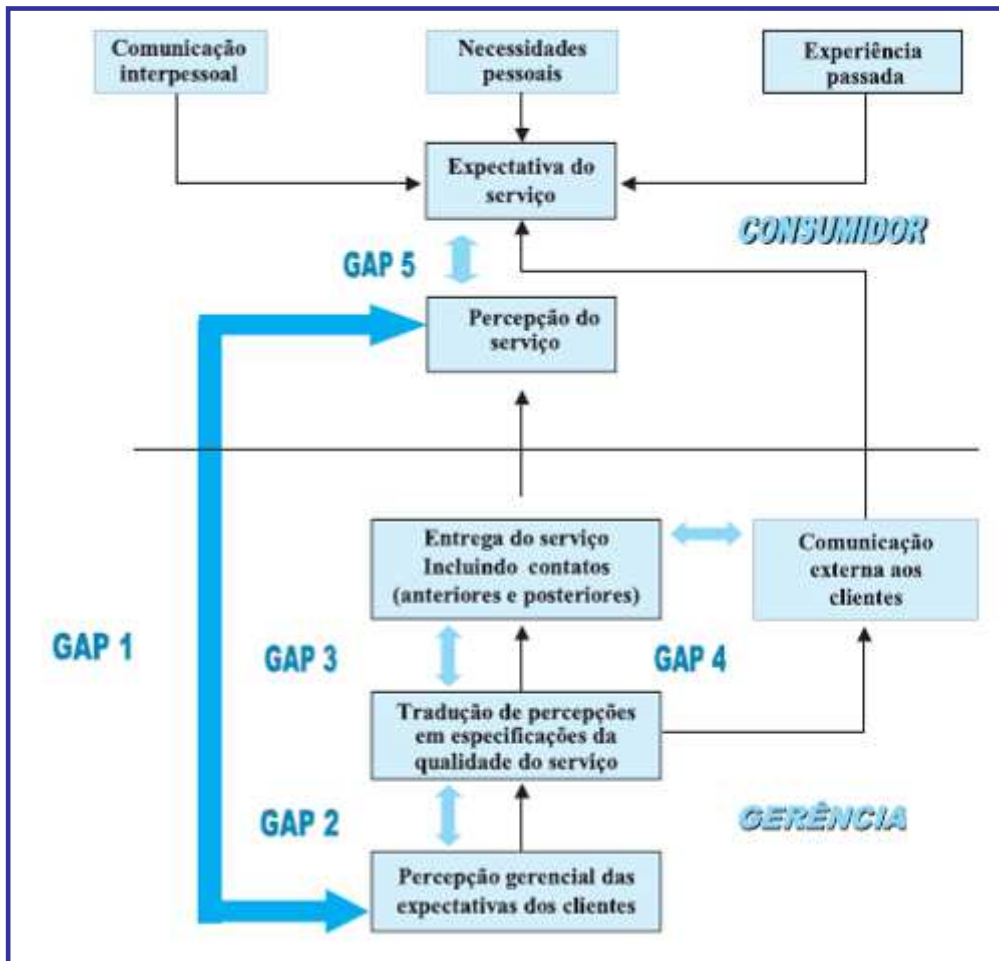 Comunicação
interpessoal
Necessidades
pessoais
Experiência
passada
Expectativa do
serviço
CONSUMIDOR
GAP 5
Percepção do
serviço
Entrega do serviço
Incluindo contatos
(anteriores e posteriores)
Comunicação
externa aos
clientes
GAP 1
GAP 3
GAP 4
Tradução de percepções
em especificações da
qualidade do serviço
GAP 2
GERÊNCIA
Percepção gerencial das
expectativas dos clientes